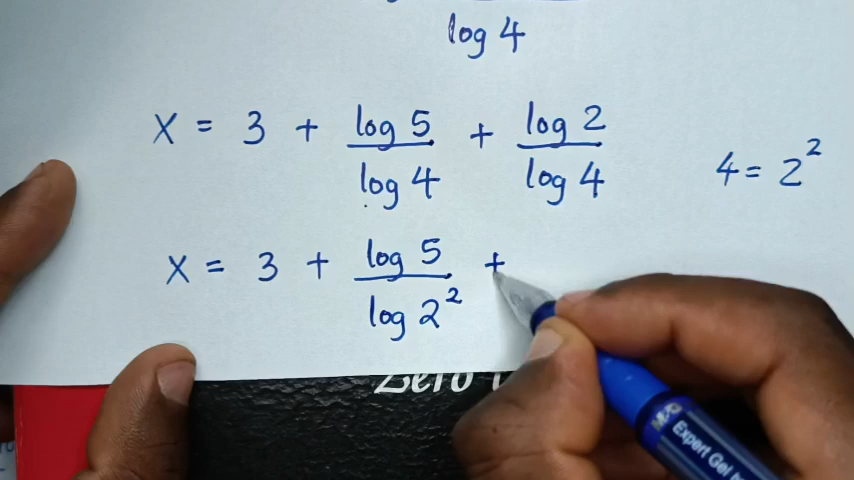 log 4
x = 3 + log 5 / log 4 + log 2 / log 4
4 = 2²
x = 3 + log 5 / log 2² +
Zero
Expert Gel